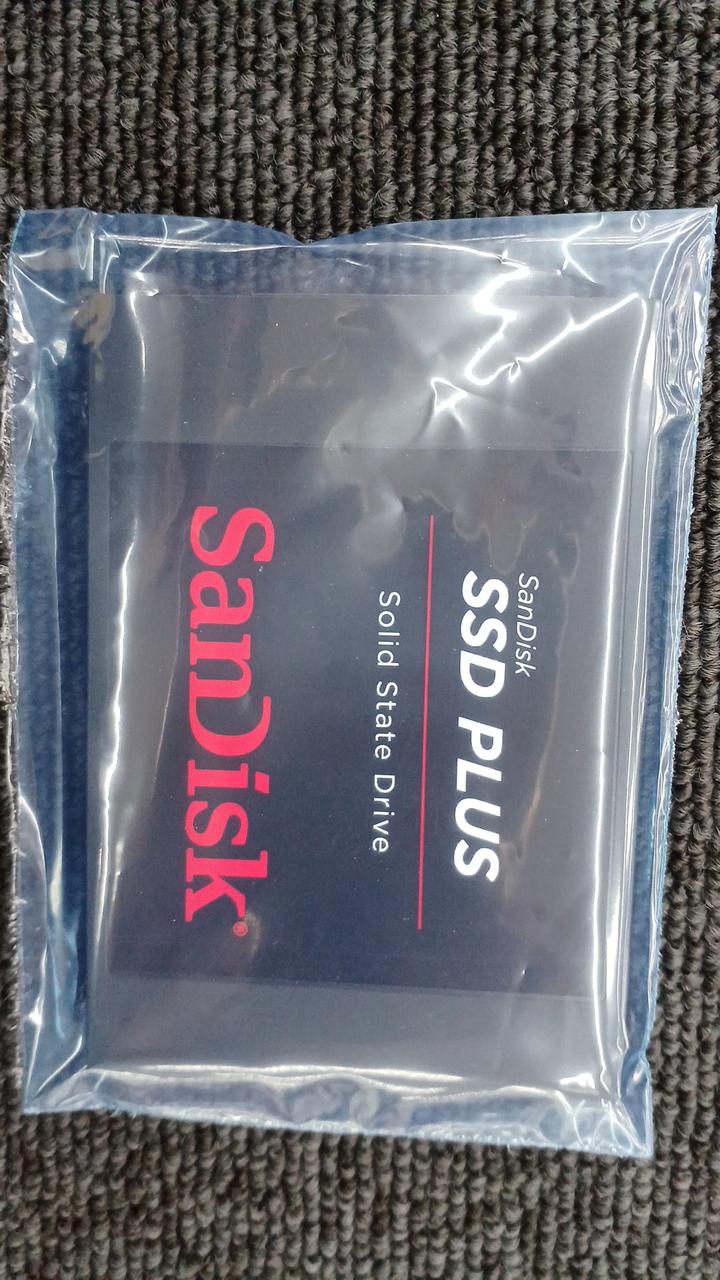 SanDisk
SSD PLUS
Solid State Drive
SanDisk®